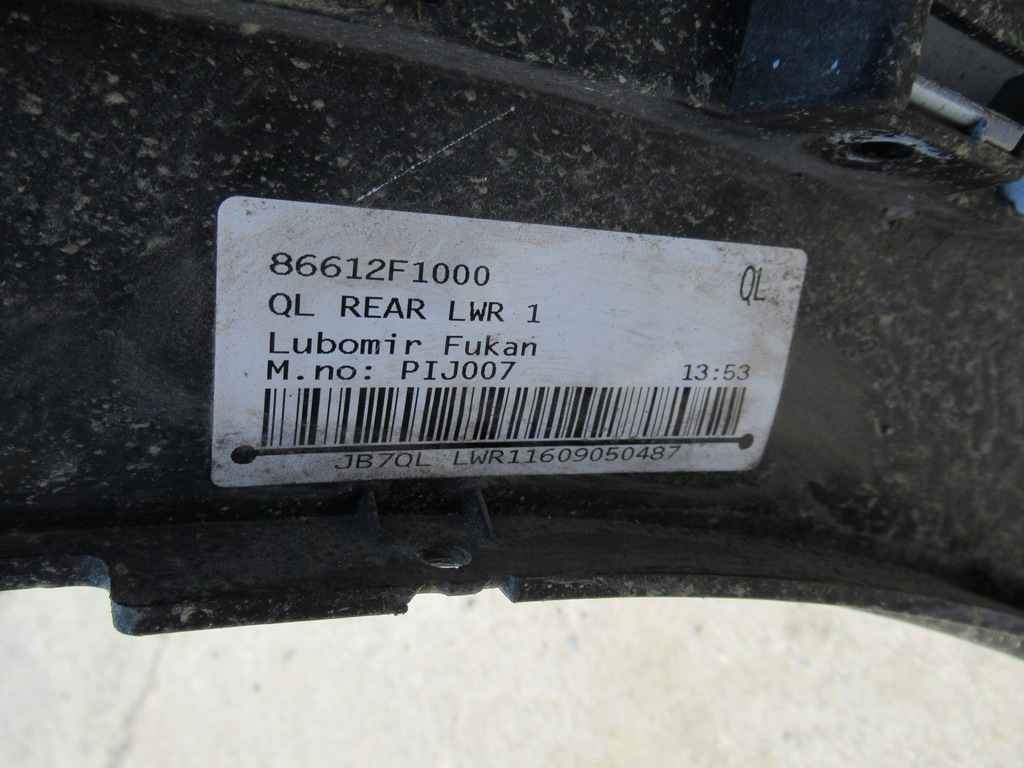 86612F1000
QL
QL REAR LWR 1
Lubomir Fukan
M.no: PIJ007 13:53
JB7QL LWR11609050487